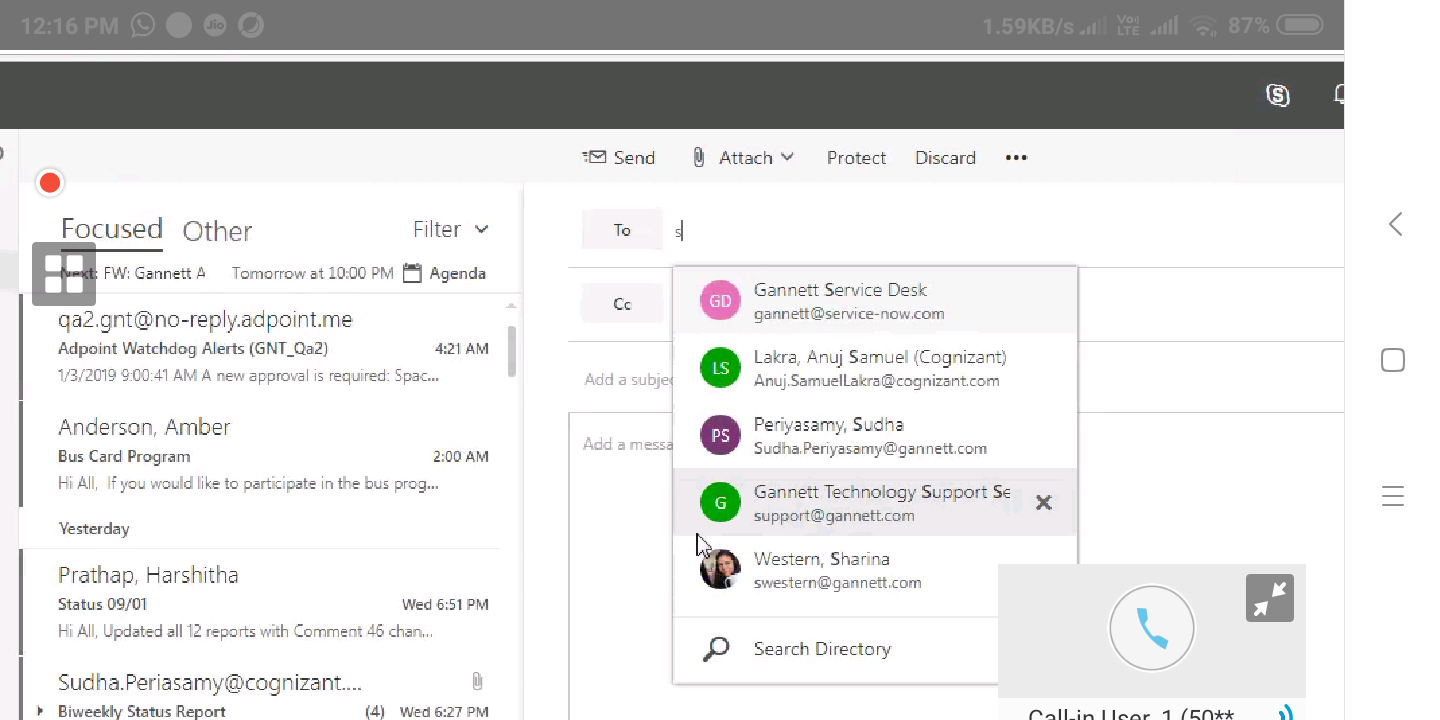 12:16 PM jio 1.59KB/s VoLTE 87%
S
Send Attach Protect Discard •••
Focused Other Filter
To s
Next: FW: Gannett A Tomorrow at 10:00 PM Agenda
Cc
qa2.gnt@no-reply.adpoint.me
Adpoint Watchdog Alerts (GNT_Qa2) 4:21 AM
1/3/2019 9:00:41 AM A new approval is required: Spac...
Anderson, Amber
Bus Card Program 2:00 AM
Hi All, If you would like to participate in the bus prog...
Yesterday
Prathap, Harshitha
Status 09/01 Wed 6:51 PM
Hi All, Updated all 12 reports with Comment 46 chan...
Sudha.Periasamy@cognizant....
Biweekly Status Report (4) Wed 6:27 PM
Add a subjec
Add a messa
GD Gannett Service Desk
gannett@service-now.com
LS Lakra, Anuj Samuel (Cognizant)
Anuj.SamuelLakra@cognizant.com
PS Periyasamy, Sudha
Sudha.Periyasamy@gannett.com
G Gannett Technology Support Se
support@gannett.com
Western, Sharina
swestern@gannett.com
Search Directory
Call-in User_1 (50**